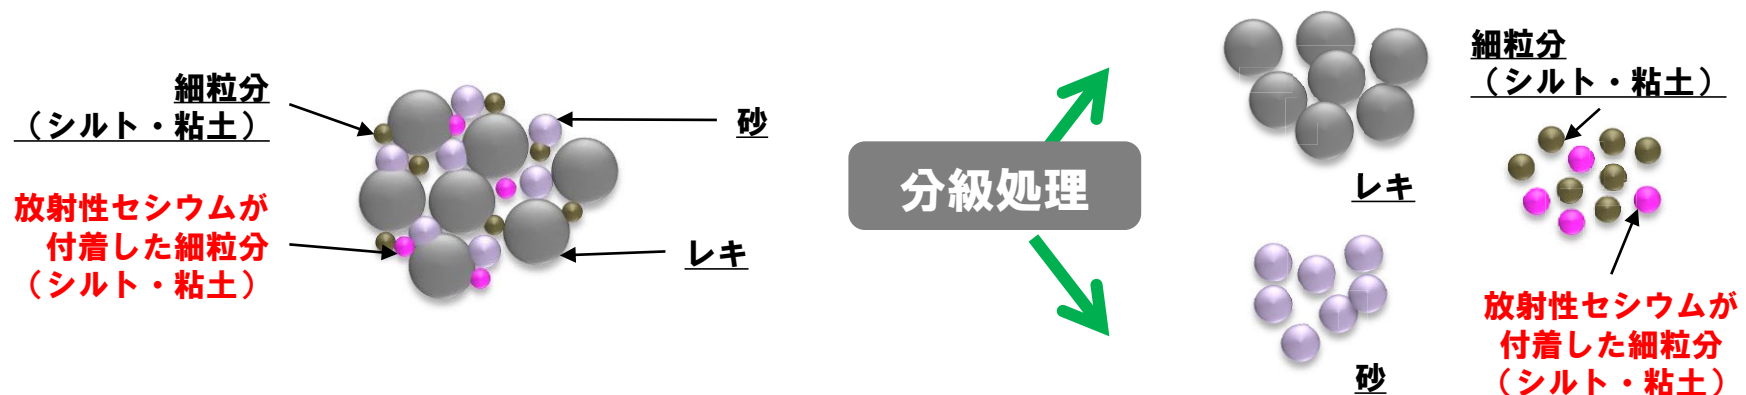 細粒分
（シルト・粘土）
放射性セシウムが
付着した細粒分
（シルト・粘土）
砂
レキ
分級処理
レキ
砂
細粒分
（シルト・粘土）
放射性セシウムが
付着した細粒分
（シルト・粘土）